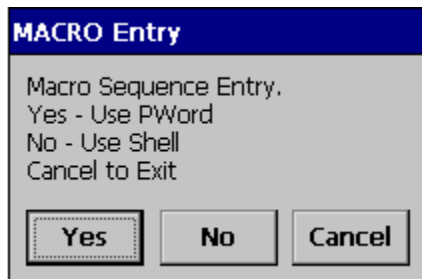 MACRO Entry
Macro Sequence Entry.
Yes - Use PWord
No - Use Shell
Cancel to Exit
Yes No Cancel